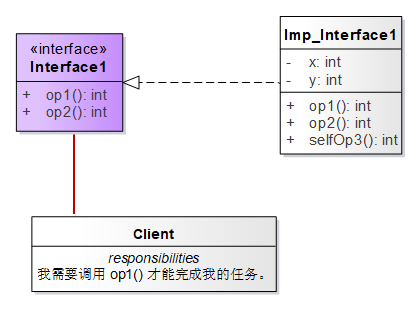 «interface»
Interface1
+ op1(): int
+ op2(): int
Imp_Interface1
- x: int
- y: int
+ op1(): int
+ op2(): int
+ selfOp3(): int
Client
responsibilities
我需要调用 op1() 才能完成我的任务。